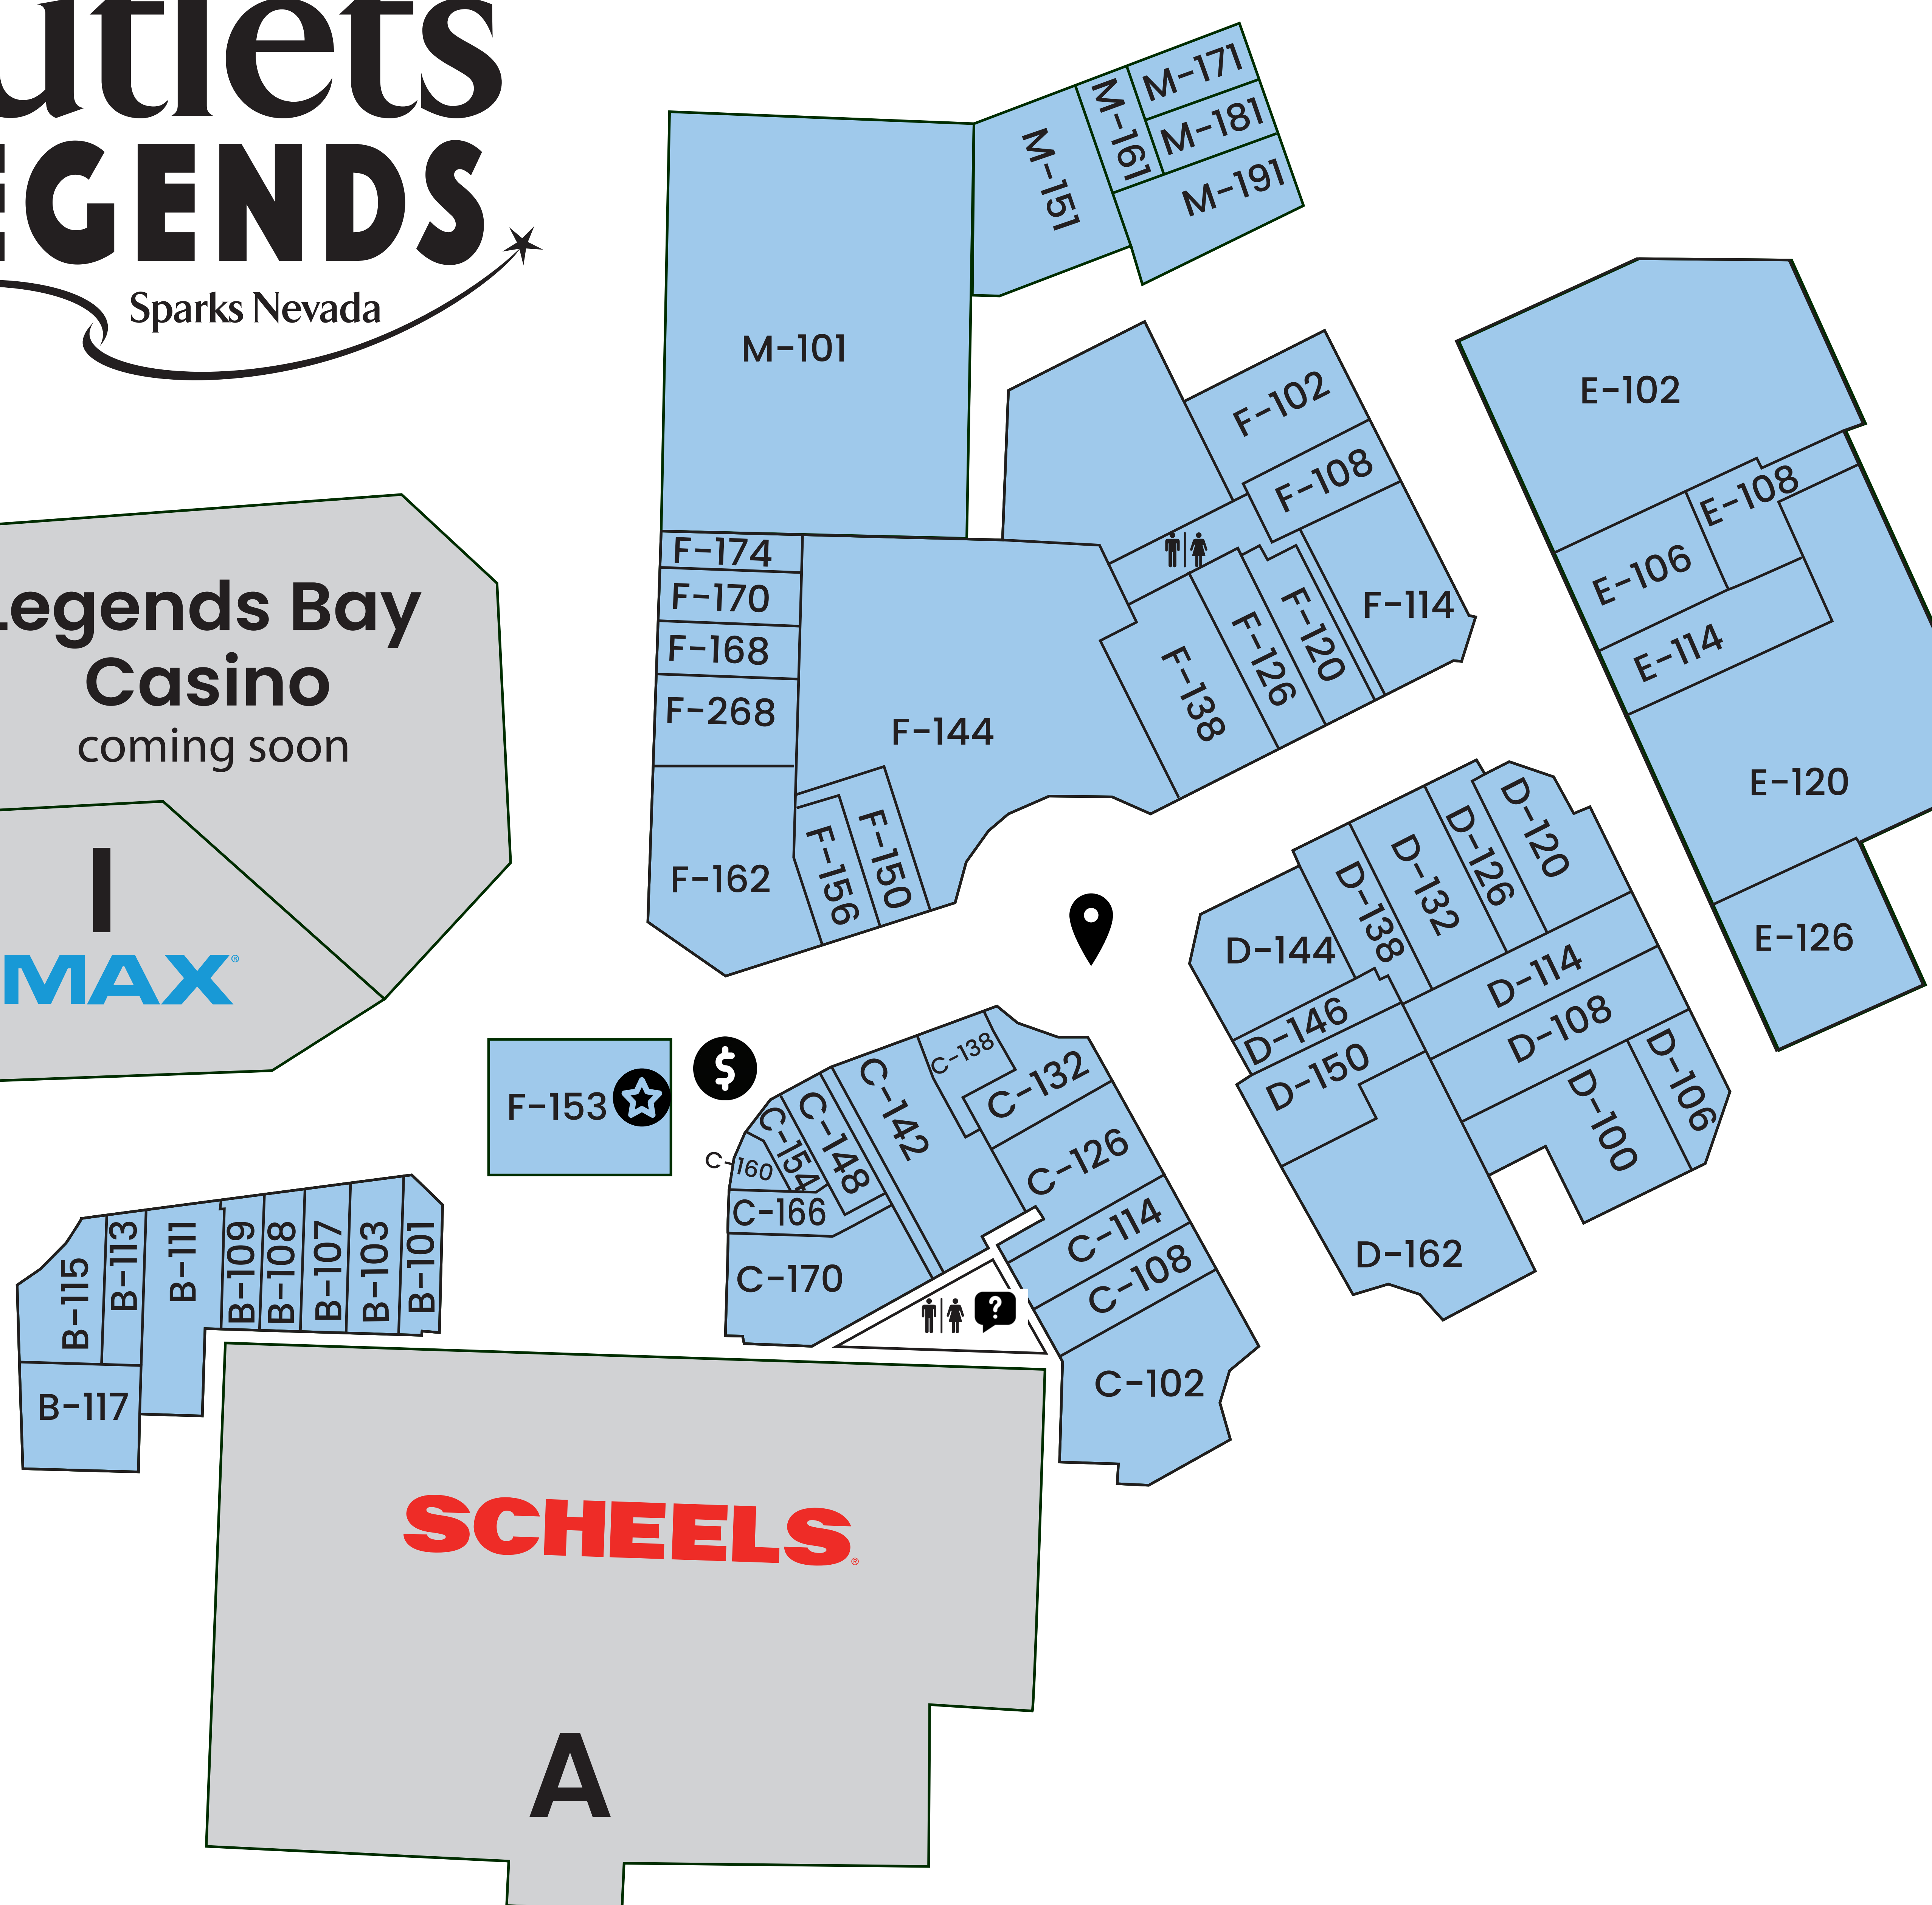 utlets
EGENDS
Sparks Nevada
Legends Bay
Casino
coming soon
I
MAX®
M-101
M-151
M-161
M-171
M-181
M-191
F-102
F-108
F-114
F-120
F-126
F-138
F-174
F-170
F-168
F-268
F-144
F-162
F-156
F-150
E-102
E-108
E-106
E-114
E-120
E-126
D-120
D-126
D-132
D-138
D-144
D-146
D-150
D-114
D-108
D-106
D-100
D-162
F-153
$
C-138
C-132
C-142
C-148
C-154
C-160
C-166
C-170
C-126
C-114
C-108
C-102
?
B-115
B-113
B-111
B-109
B-108
B-107
B-103
B-101
B-117
SCHEELS®
A